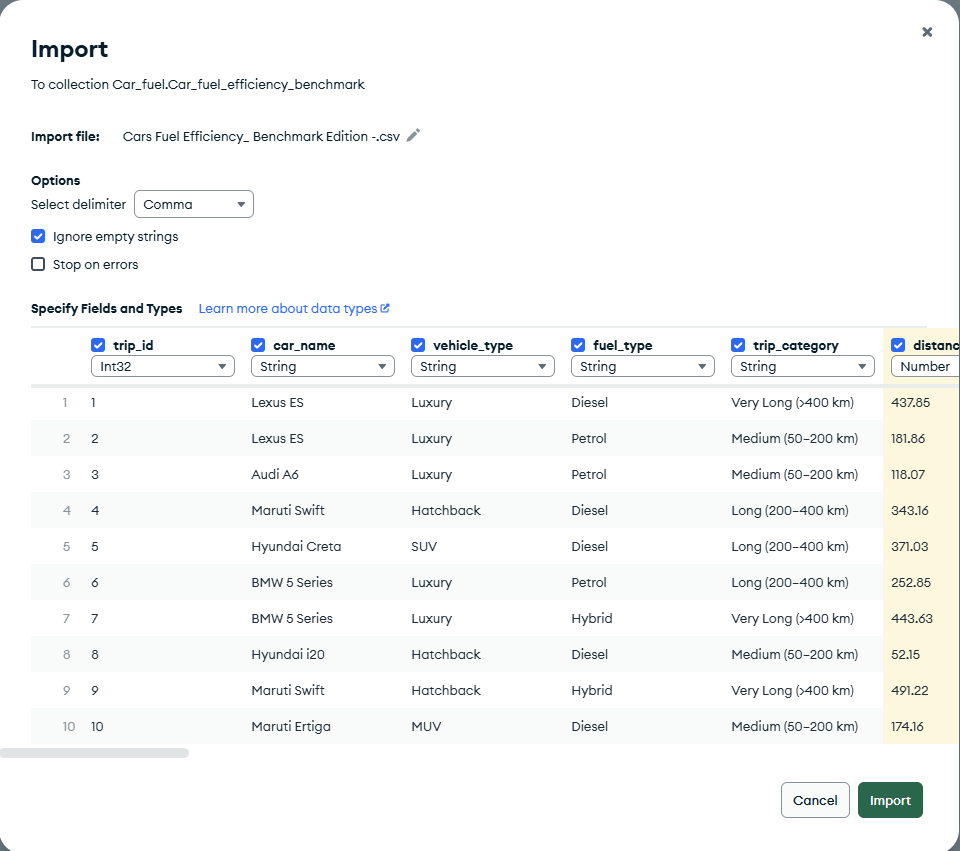 Import
To collection Car_fuel.Car_fuel_efficiency_benchmark
Import file: Cars Fuel Efficiency_ Benchmark Edition -.csv
Options
Select delimiter Comma
Ignore empty strings
Stop on errors
Specify Fields and Types Learn more about data types
trip_id car_name vehicle_type fuel_type trip_category distanc
Int32 String String String String Number
1 1 Lexus ES Luxury Diesel Very Long (>400 km) 437.85
2 2 Lexus ES Luxury Petrol Medium (50–200 km) 181.86
3 3 Audi A6 Luxury Petrol Medium (50–200 km) 118.07
4 4 Maruti Swift Hatchback Diesel Long (200–400 km) 343.16
5 5 Hyundai Creta SUV Diesel Long (200–400 km) 371.03
6 6 BMW 5 Series Luxury Petrol Long (200–400 km) 252.85
7 7 BMW 5 Series Luxury Hybrid Very Long (>400 km) 443.63
8 8 Hyundai i20 Hatchback Diesel Medium (50–200 km) 52.15
9 9 Maruti Swift Hatchback Hybrid Very Long (>400 km) 491.22
10 10 Maruti Ertiga MUV Diesel Medium (50–200 km) 174.16
Cancel Import